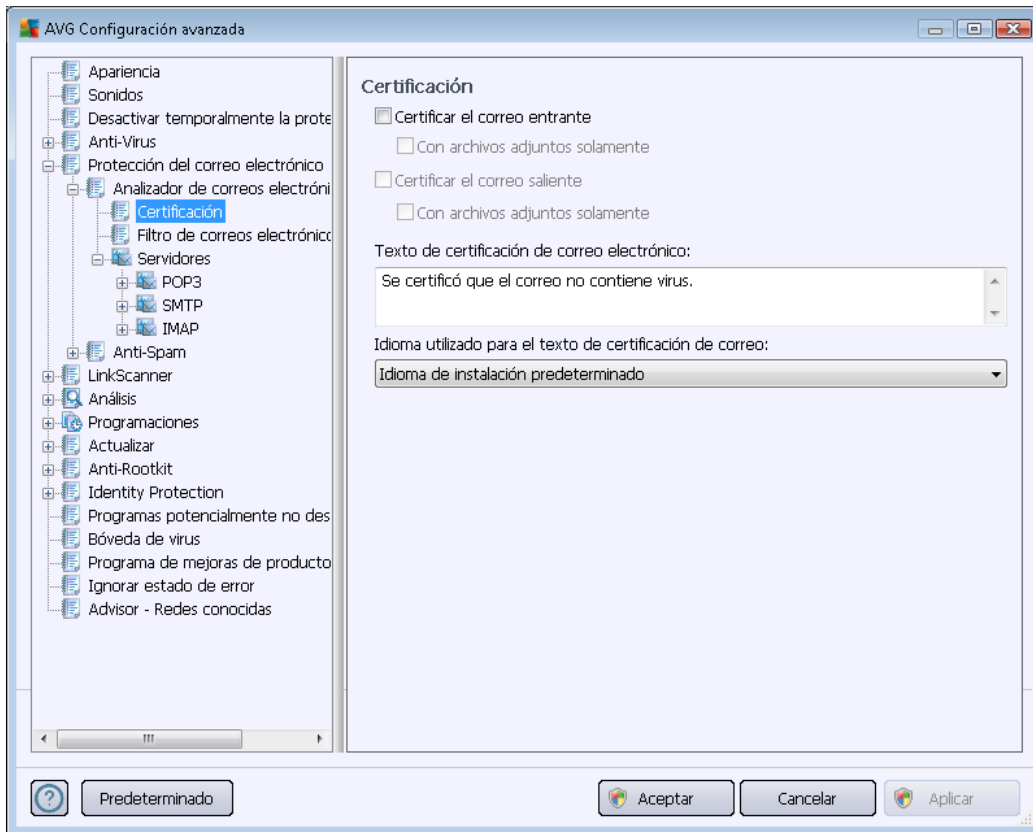 AVG Configuración avanzada
Apariencia
Sonidos
Desactivar temporalmente la prote
Anti-Virus
Protección del correo electrónico
Analizador de correos electróni
Certificación
Filtro de correos electrónico
Servidores
POP3
SMTP
IMAP
Anti-Spam
LinkScanner
Análisis
Programaciones
Actualizar
Anti-Rootkit
Identity Protection
Programas potencialmente no des
Bóveda de virus
Programa de mejoras de producto
Ignorar estado de error
Advisor - Redes conocidas
Certificación
Certificar el correo entrante
Con archivos adjuntos solamente
Certificar el correo saliente
Con archivos adjuntos solamente
Texto de certificación de correo electrónico:
Se certificó que el correo no contiene virus.
Idioma utilizado para el texto de certificación de correo:
Idioma de instalación predeterminado
Predeterminado
Aceptar
Cancelar
Aplicar